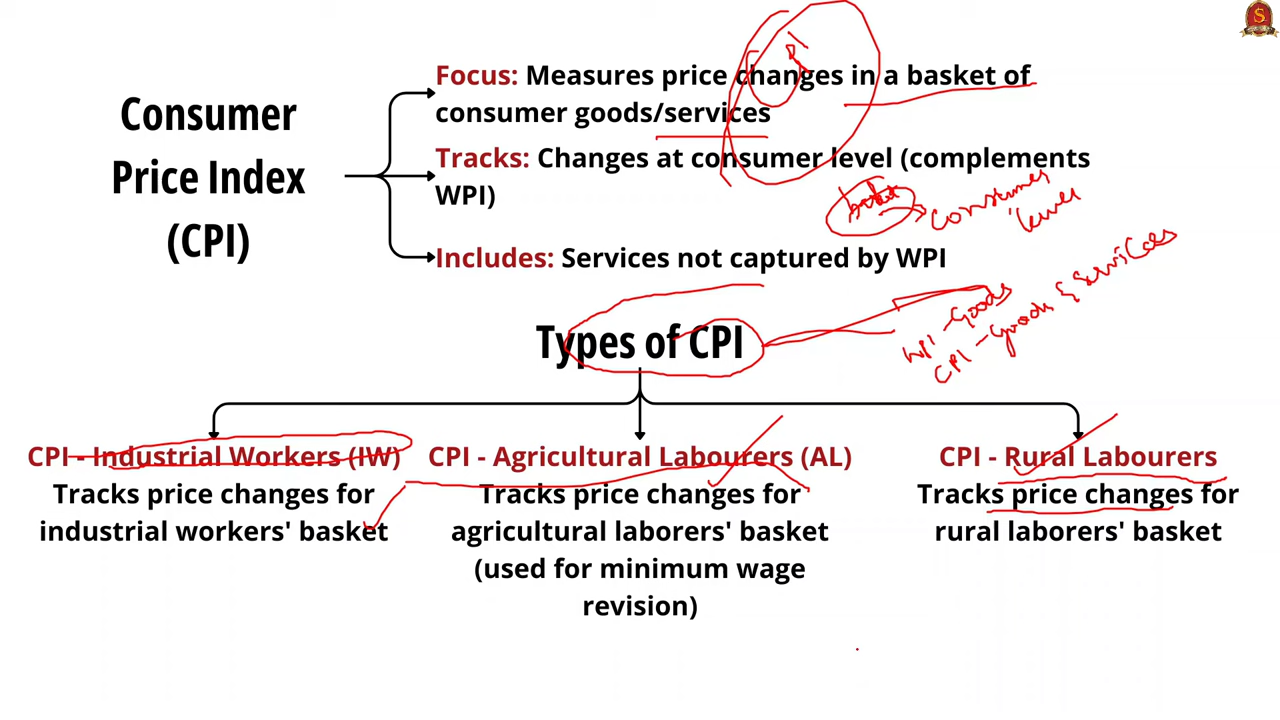 Consumer
Price Index
(CPI)
Focus: Measures price changes in a basket of
consumer goods/services
Tracks: Changes at consumer level (complements
WPI)
Includes: Services not captured by WPI
basket
consumer
level
WPI - Goods
CPI - Goods & Services
Types of CPI
CPI - Industrial Workers (IW)
Tracks price changes for
industrial workers' basket
CPI - Agricultural Labourers (AL)
Tracks price changes for
agricultural laborers' basket
(used for minimum wage
revision)
CPI - Rural Labourers
Tracks price changes for
rural laborers' basket